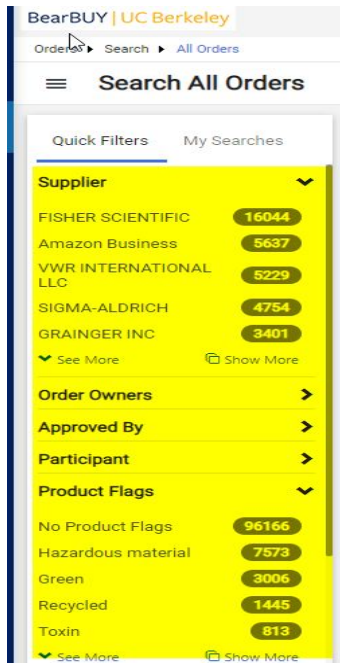 BearBUY | UC Berkeley
Orders Search All Orders
Search All Orders
Quick Filters My Searches
Supplier
FISHER SCIENTIFIC 16044
Amazon Business 5637
VWR INTERNATIONAL
LLC 5229
SIGMA-ALDRICH 4754
GRAINGER INC 3401
See More Show More
Order Owners
Approved By
Participant
Product Flags
No Product Flags 96166
Hazardous material 7573
Green 3006
Recycled 1445
Toxin 813
See More Show More